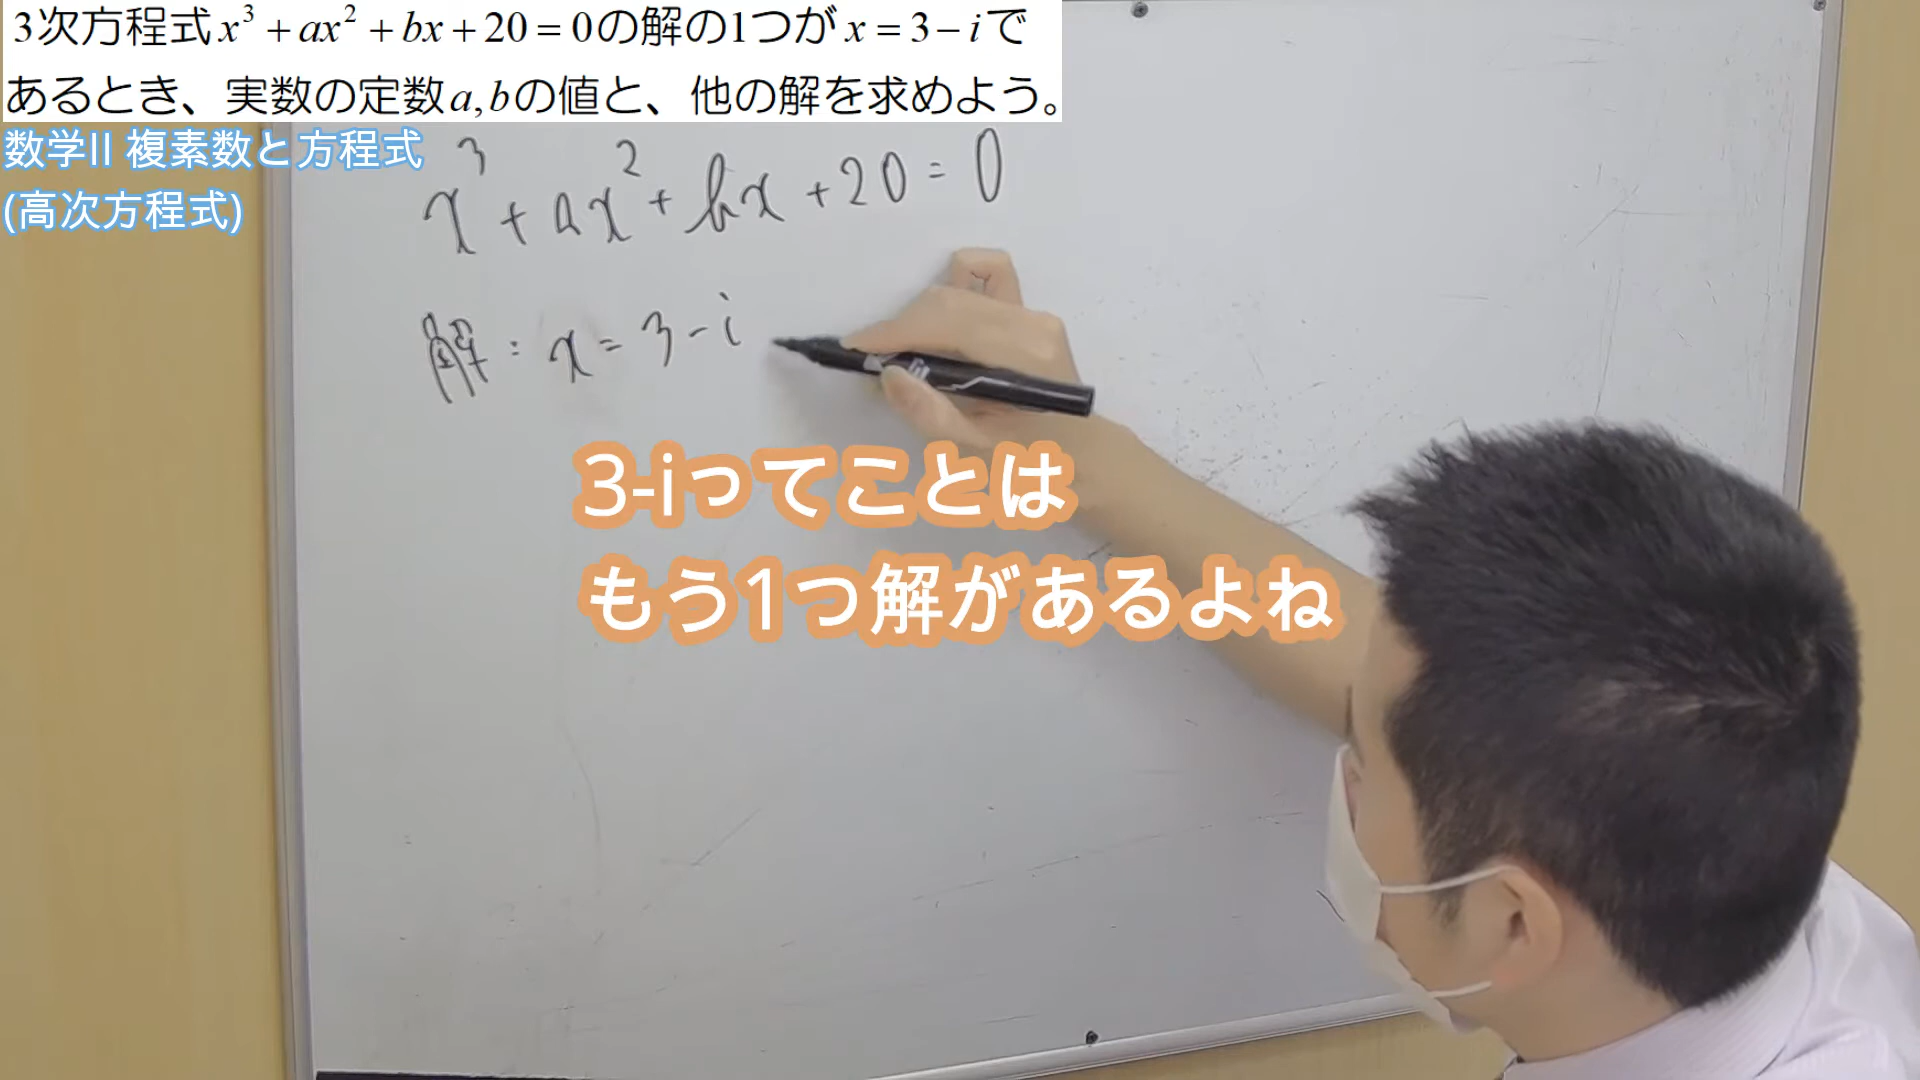 3次方程式x³+ax²+bx+20=0の解の1つがx=3−iで
あるとき、実数の定数a,bの値と、他の解を求めよう。
数学II 複素数と方程式
(高次方程式)
x³+ax²+bx+20=0
解:x=3-i
3-iってことは
もう1つ解があるよね